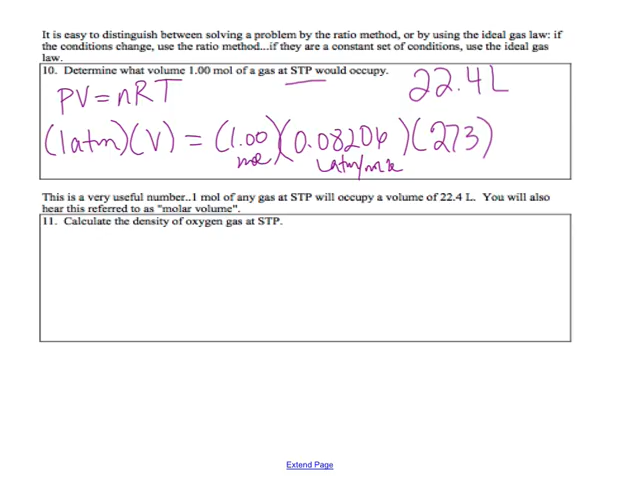 It is easy to distinguish between solving a problem by the ratio method, or by using the ideal gas law: if
the conditions change, use the ratio method...if they are a constant set of conditions, use the ideal gas
law.
10. Determine what volume 1.00 mol of a gas at STP would occupy.
22.4L
PV = nRT
(1atm)(V) = (1.00)(0.08206)(273)
mol Latm/molk
This is a very useful number..1 mol of any gas at STP will occupy a volume of 22.4 L. You will also
hear this referred to as "molar volume".
11. Calculate the density of oxygen gas at STP.
Extend Page